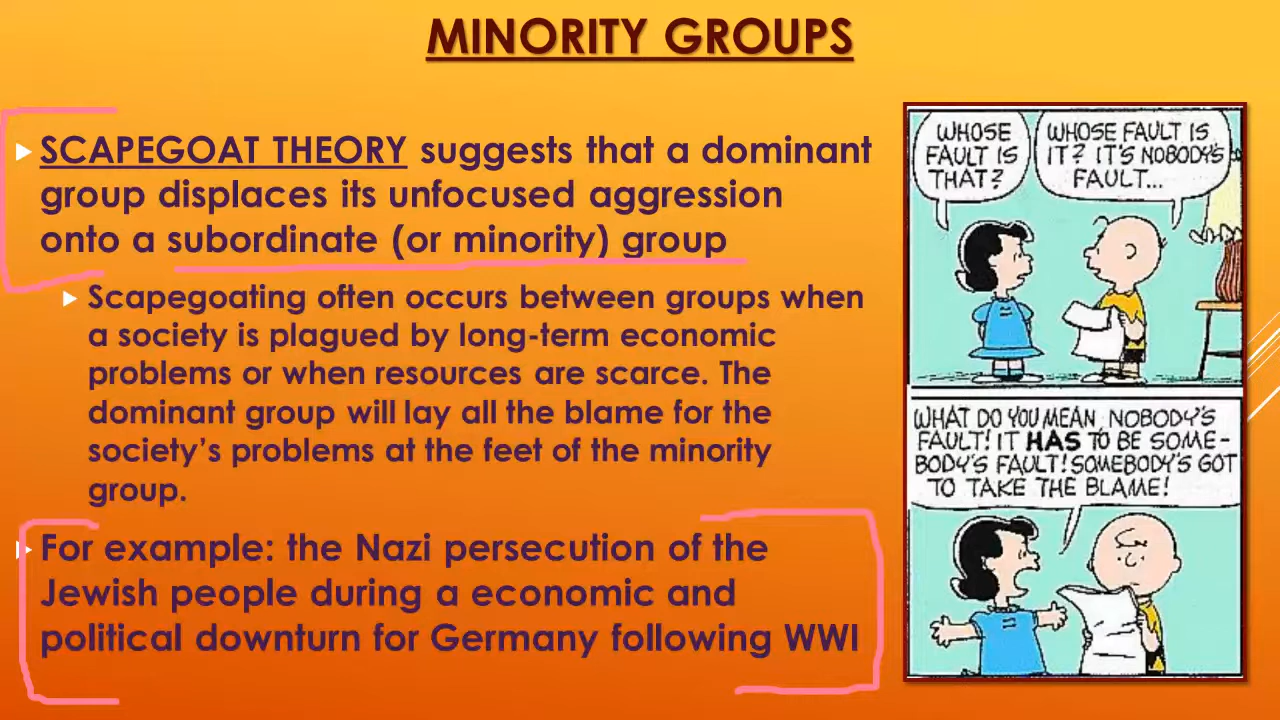 MINORITY GROUPS
SCAPEGOAT THEORY suggests that a dominant
group displaces its unfocused aggression
onto a subordinate (or minority) group
Scapegoating often occurs between groups when
a society is plagued by long-term economic
problems or when resources are scarce. The
dominant group will lay all the blame for the
society's problems at the feet of the minority
group.
For example: the Nazi persecution of the
Jewish people during a economic and
political downturn for Germany following WWI
WHOSE
FAULT IS
THAT?
WHOSE FAULT IS
IT? IT'S NOBODY'S
FAULT...
WHAT DO YOU MEAN, NOBODY'S
FAULT! IT HAS TO BE SOME-
BODY'S FAULT! SOMEBODY'S GOT
TO TAKE THE BLAME!